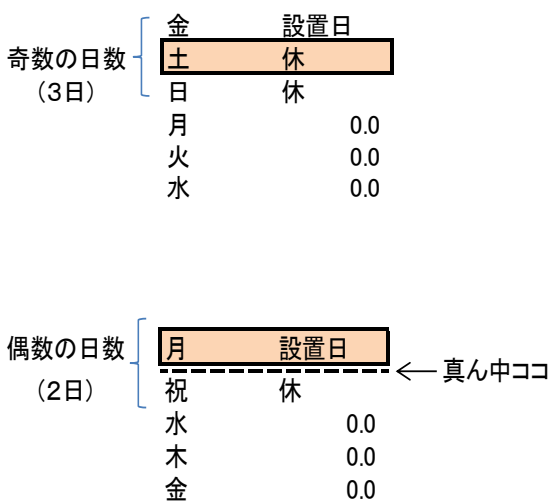 金 設置日
奇数の日数 土 休
（3日） 日 休
月 0.0
火 0.0
水 0.0
偶数の日数 月 設置日
真ん中ココ
（2日） 祝 休
水 0.0
木 0.0
金 0.0